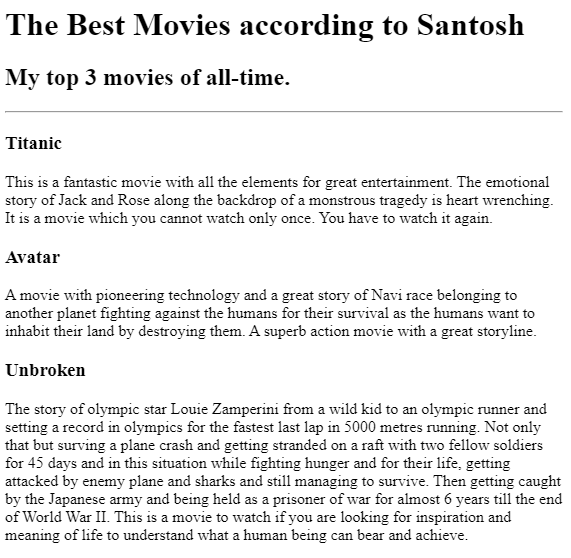 The Best Movies according to Santosh
My top 3 movies of all-time.
Titanic
This is a fantastic movie with all the elements for great entertainment. The emotional
story of Jack and Rose along the backdrop of a monstrous tragedy is heart wrenching.
It is a movie which you cannot watch only once. You have to watch it again.
Avatar
A movie with pioneering technology and a great story of Navi race belonging to
another planet fighting against the humans for their survival as the humans want to
inhabit their land by destroying them. A superb action movie with a great storyline.
Unbroken
The story of olympic star Louie Zamperini from a wild kid to an olympic runner and
setting a record in olympics for the fastest last lap in 5000 metres running. Not only
that but surving a plane crash and getting stranded on a raft with two fellow soldiers
for 45 days and in this situation while fighting hunger and for their life, getting
attacked by enemy plane and sharks and still managing to survive. Then getting caught
by the Japanese army and being held as a prisoner of war for almost 6 years till the end
of World War II. This is a movie to watch if you are looking for inspiration and
meaning of life to understand what a human being can bear and achieve.